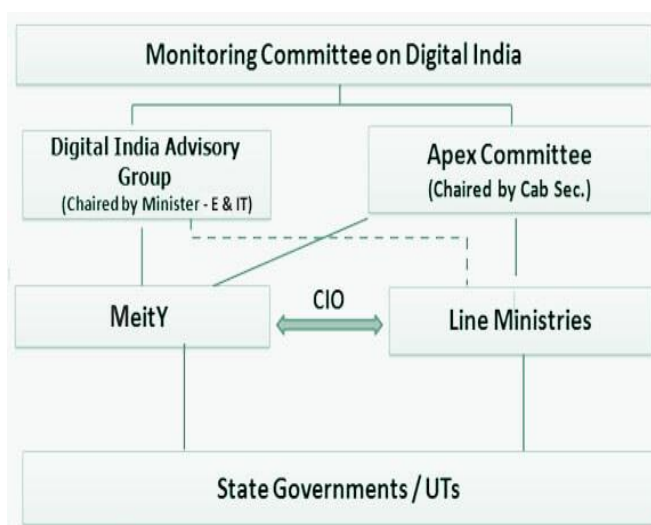 Monitoring Committee on Digital India
Digital India Advisory
Group
(Chaired by Minister - E & IT)
Apex Committee
(Chaired by Cab Sec.)
MeitY
CIO
Line Ministries
State Governments / UTs